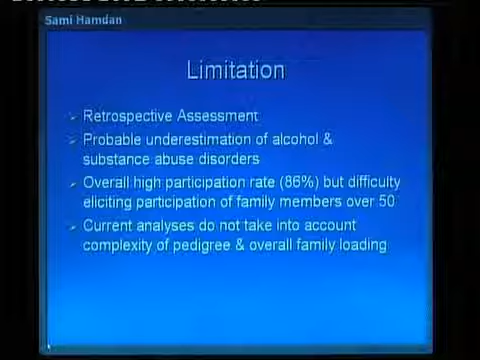 Sami Hamdan
Limitation
Retrospective Assessment
Probable underestimation of alcohol &
substance abuse disorders
Overall high participation rate (86%) but difficulty
eliciting participation of family members over 50
Current analyses do not take into account
complexity of pedigree & overall family loading